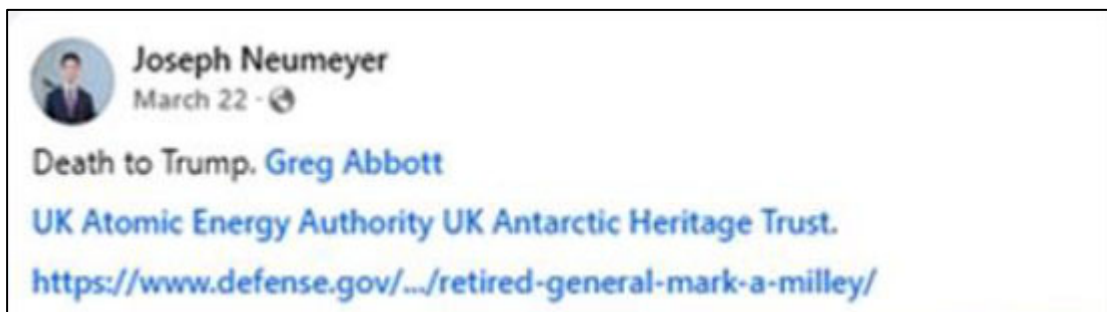 Joseph Neumeyer
March 22 ·
Death to Trump. Greg Abbott
UK Atomic Energy Authority UK Antarctic Heritage Trust.
https://www.defense.gov/.../retired-general-mark-a-milley/